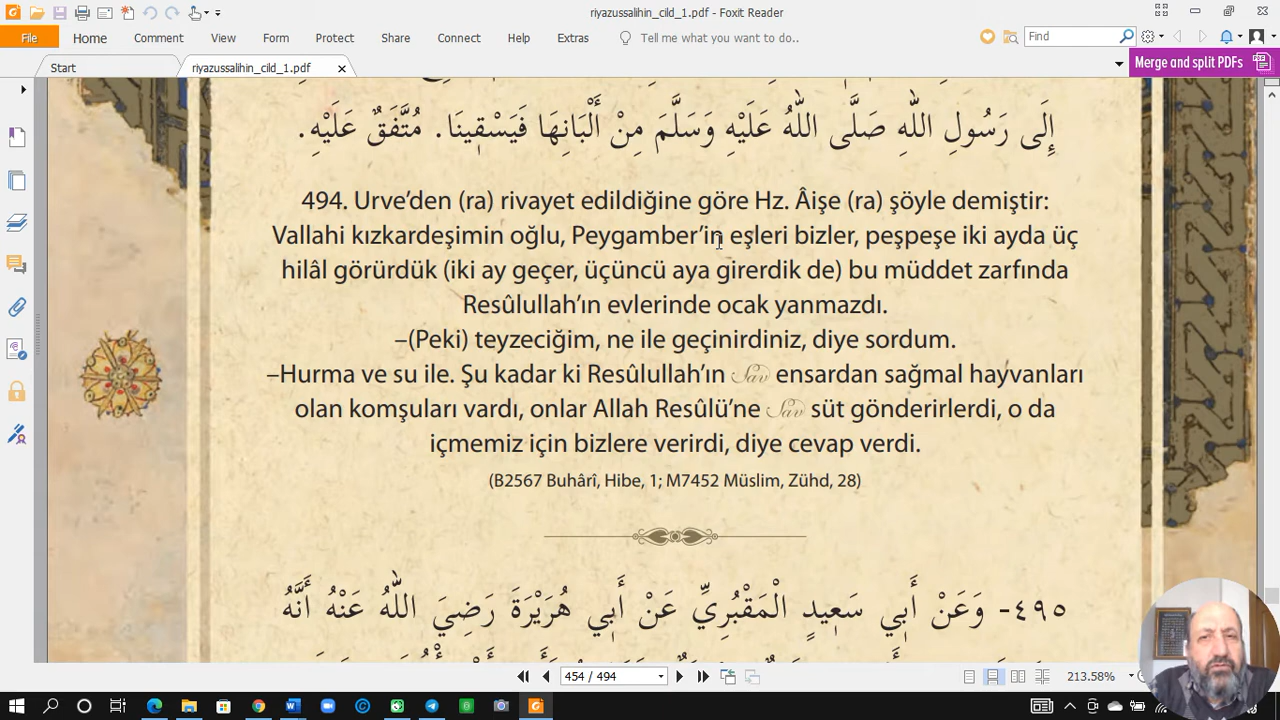 riyazussalihin_cild_1.pdf - Foxit Reader
File Home Comment View Form Protect Share Connect Help Extras Tell me what you want to do.. Find
Start riyazussalihin_cild_1.pdf Merge and split PDFs
إِلَى رَسُولِ اللهِ صَلَّى اللهُ عَلَيْهِ وَسَلَّمَ مِنْ أَلْبَانِهَا فَيَسْقِينَا. مُتَّفَقٌ عَلَيْهِ.
494. Urve’den (ra) rivayet edildiğine göre Hz. Âişe (ra) şöyle demiştir:
Vallahi kızkardeşimin oğlu, Peygamber’in eşleri bizler, peşpeşe iki ayda üç
hilâl görürdük (iki ay geçer, üçüncü aya girerdik de) bu müddet zarfında
Resûlullah’ın evlerinde ocak yanmazdı.
–(Peki) teyzeciğim, ne ile geçinirdiniz, diye sordum.
–Hurma ve su ile. Şu kadar ki Resûlullah’ın Sav ensardan sağmal hayvanları
olan komşuları vardı, onlar Allah Resûlü’ne Sav süt gönderirlerdi, o da
içmemiz için bizlere verirdi, diye cevap verdi.
(B2567 Buhârî, Hibe, 1; M7452 Müslim, Zühd, 28)
٤٩٥- وَعَنْ أَبِي سَعِيدٍ الْمَقْبُرِيِّ عَنْ أَبِي هُرَيْرَةَ رَضِيَ اللهُ عَنْهُ أَنَّهُ
454 / 494 213.58%